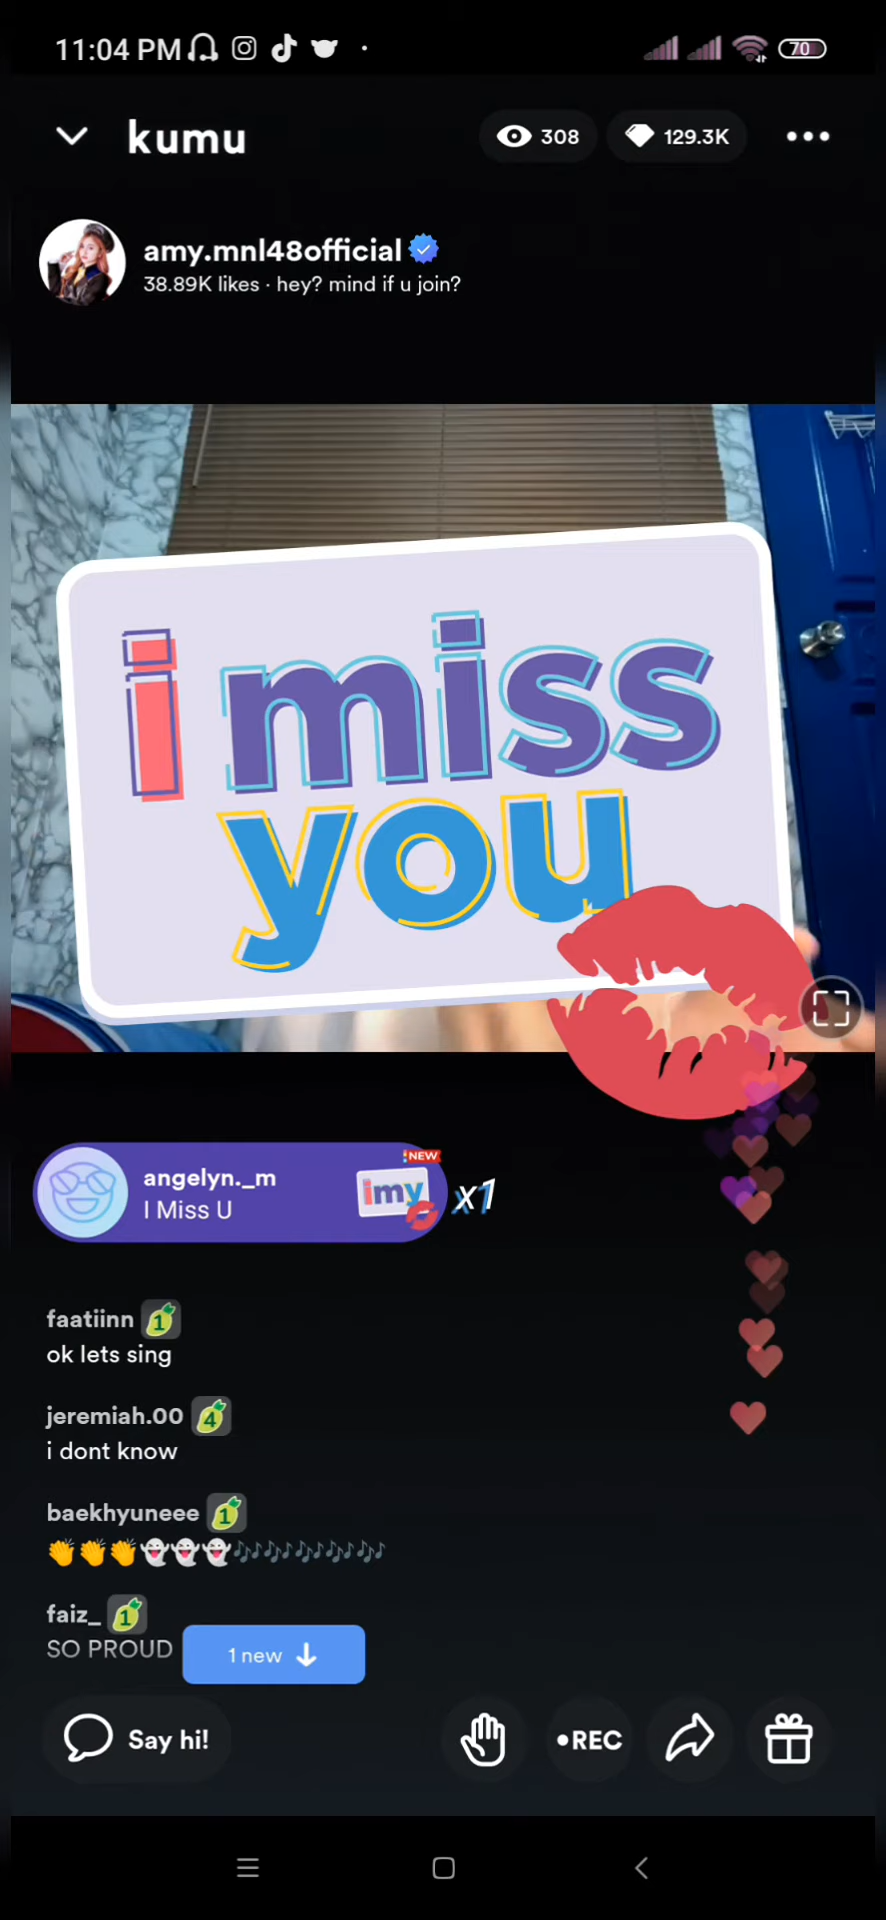 11:04 PM
70
kumu
308
129.3K
amy.mnl48official
38.89K likes · hey? mind if u join?
i miss
you
NEW
angelyn._m
I Miss U
imy
x1
faatiinn 1
ok lets sing
jeremiah.00 4
i dont know
baekhyuneee 1
👏👏👏👻👻👻🎶🎶🎶🎶🎶
faiz_ 1
SO PROUD
1 new ↓
Say hi!
•REC